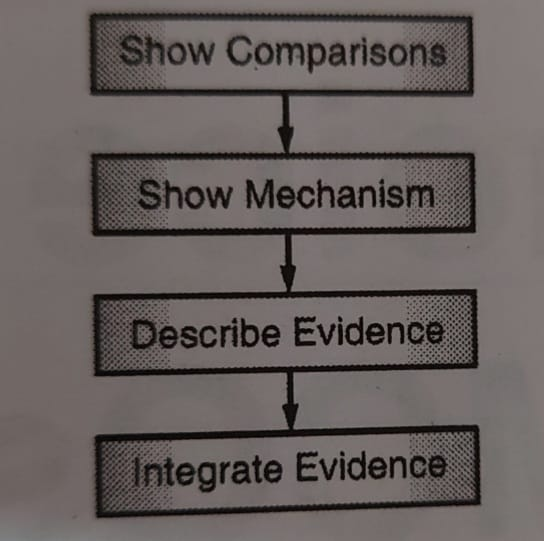 Show Comparisons
Show Mechanism
Describe Evidence
Integrate Evidence